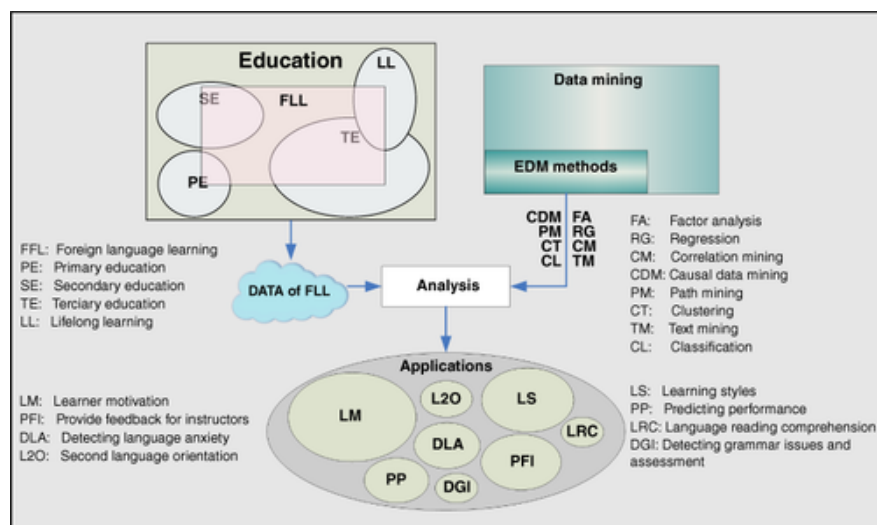 Education
LL
SE
FLL
TE
PE
Data mining
EDM methods
CDM FA
PM RG
CT CM
CL TM
FFL: Foreign language learning
PE: Primary education
SE: Secondary education
TE: Terciary education
LL: Lifelong learning
DATA of FLL
Analysis
FA: Factor analysis
RG: Regression
CM: Correlation mining
CDM: Causal data mining
PM: Path mining
CT: Clustering
TM: Text mining
CL: Classification
Applications
LM
L2O
LS
LRC
DLA
PFI
PP
DGI
LM: Learner motivation
PFI: Provide feedback for instructors
DLA: Detecting language anxiety
L2O: Second language orientation
LS: Learning styles
PP: Predicting performance
LRC: Language reading comprehension
DGI: Detecting grammar issues and
assessment